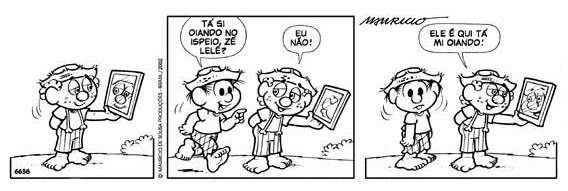 6636
© MAURICIO DE SOUSA PRODUÇÕES - BRASIL / 2002
TÁ SI
OIANDO NO
ISPEIO, ZÉ
LELÉ?
EU
NÃO!
MAURICIO
ELE É QUI TÁ
MI OIANDO!